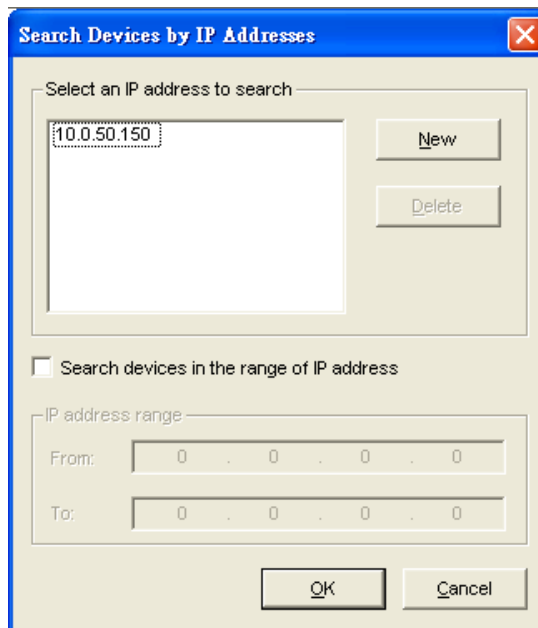 Search Devices by IP Addresses
Select an IP address to search
10.0.50.150
New
Delete
Search devices in the range of IP address
IP address range
From: 0 . 0 . 0 . 0
To: 0 . 0 . 0 . 0
OK Cancel